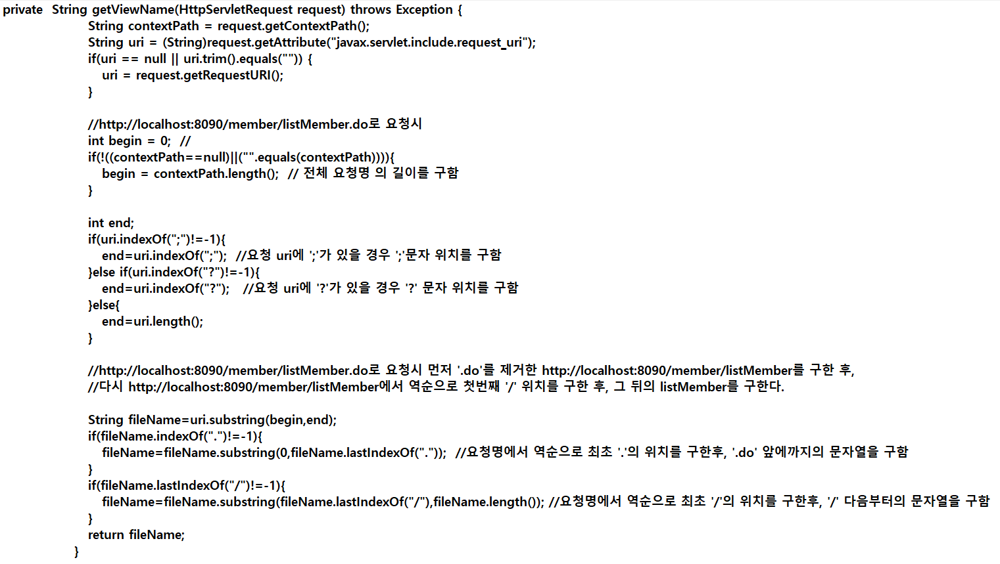 private  String getViewName(HttpServletRequest request) throws Exception {
String contextPath = request.getContextPath();
String uri = (String)request.getAttribute("javax.servlet.include.request_uri");
if(uri == null || uri.trim().equals("")) {
uri = request.getRequestURI();
}
//http://localhost:8090/member/listMember.do로 요청시
int begin = 0;  //
if(!((contextPath==null)||("".equals(contextPath)))){
begin = contextPath.length();  // 전체 요청명 의 길이를 구함
}
int end;
if(uri.indexOf(";")!=-1){
end=uri.indexOf(";");  //요청 uri에 ';'가 있을 경우 ';'문자 위치를 구함
}else if(uri.indexOf("?")!=-1){
end=uri.indexOf("?");   //요청 uri에 '?'가 있을 경우 '?' 문자 위치를 구함
}else{
end=uri.length();
}
//http://localhost:8090/member/listMember.do로 요청시 먼저 '.do'를 제거한 http://localhost:8090/member/listMember를 구한 후,
//다시 http://localhost:8090/member/listMember에서 역순으로 첫번째 '/' 위치를 구한 후, 그 뒤의 listMember를 구한다.
String fileName=uri.substring(begin,end);
if(fileName.indexOf(".")!=-1){
fileName=fileName.substring(0,fileName.lastIndexOf("."));  //요청명에서 역순으로 최초 '.'의 위치를 구한후, '.do' 앞에까지의 문자열을 구함
}
if(fileName.lastIndexOf("/")!=-1){
fileName=fileName.substring(fileName.lastIndexOf("/"),fileName.length()); //요청명에서 역순으로 최초 '/'의 위치를 구한후, '/' 다음부터의 문자열을 구함
}
return fileName;
}